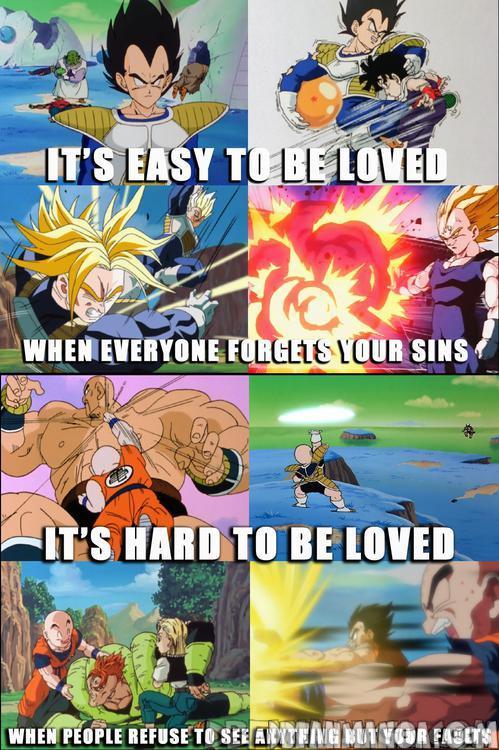 IT'S EASY TO BE LOVED
WHEN EVERYONE FORGETS YOUR SINS
IT'S HARD TO BE LOVED
WHEN PEOPLE REFUSE TO SEE ANYTHING BUT YOUR FAULTS